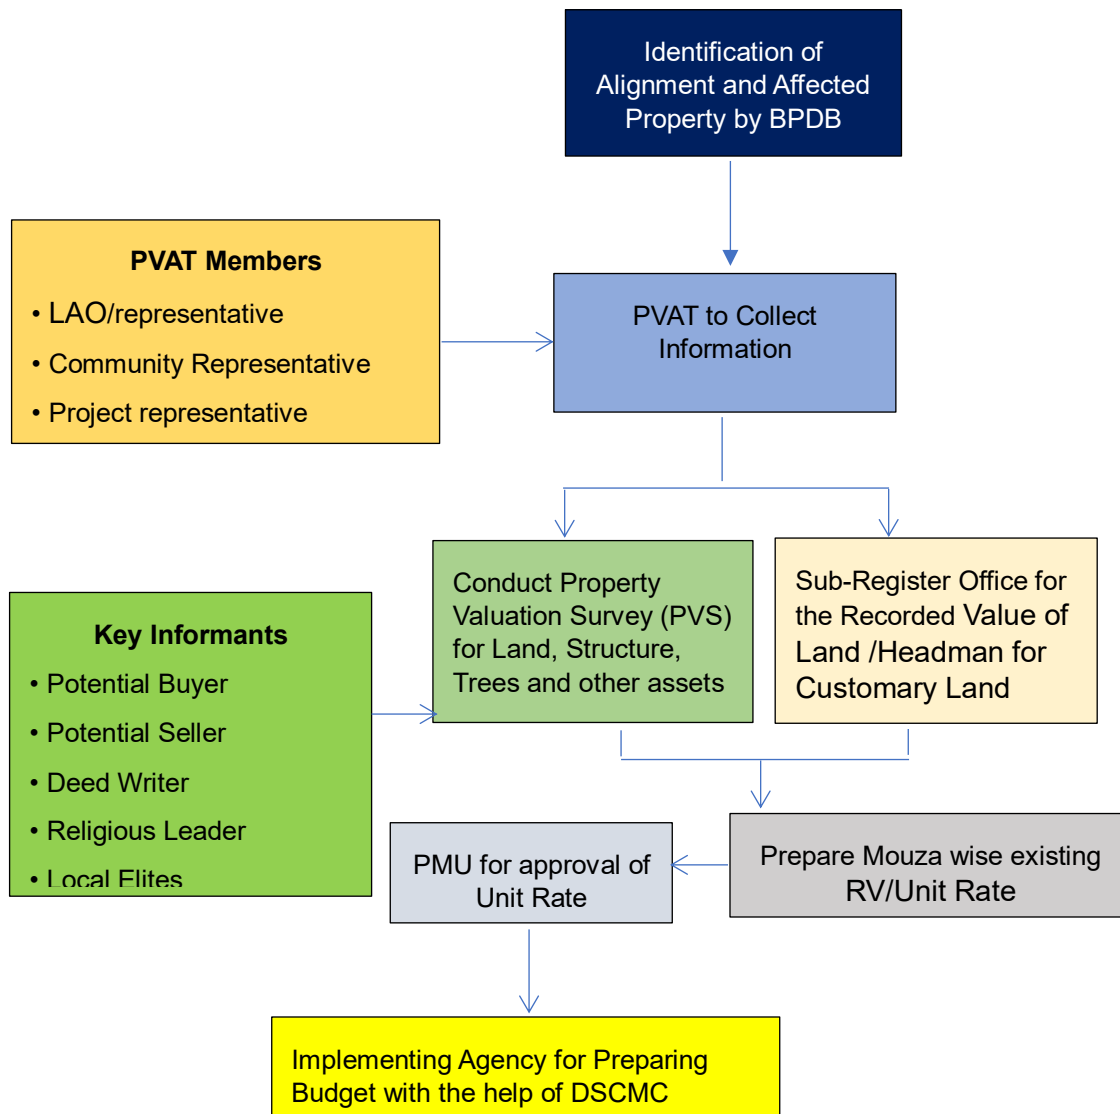 Identification of
Alignment and Affected
Property by BPDB
PVAT Members
• LAO/representative
• Community Representative
• Project representative
PVAT to Collect
Information
Conduct Property
Valuation Survey (PVS)
for Land, Structure,
Trees and other assets
Sub-Register Office for
the Recorded Value of
Land /Headman for
Customary Land
Key Informants
• Potential Buyer
• Potential Seller
• Deed Writer
• Religious Leader
• Local Elites
PMU for approval of
Unit Rate
Prepare Mouza wise existing
RV/Unit Rate
Implementing Agency for Preparing
Budget with the help of DSCMC